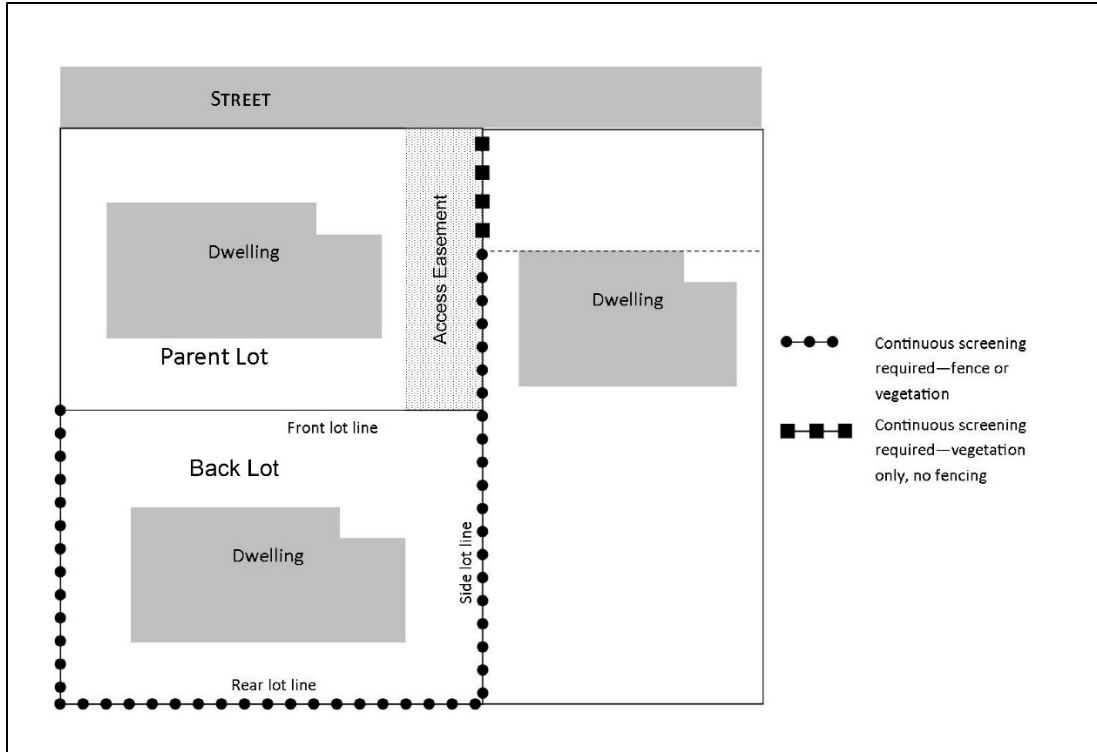 STREET
Access Easement
Dwelling
Dwelling
Parent Lot
Continuous screening
required—fence or
vegetation
Front lot line
Continuous screening
required—vegetation
only, no fencing
Back Lot
Side lot line
Dwelling
Rear lot line